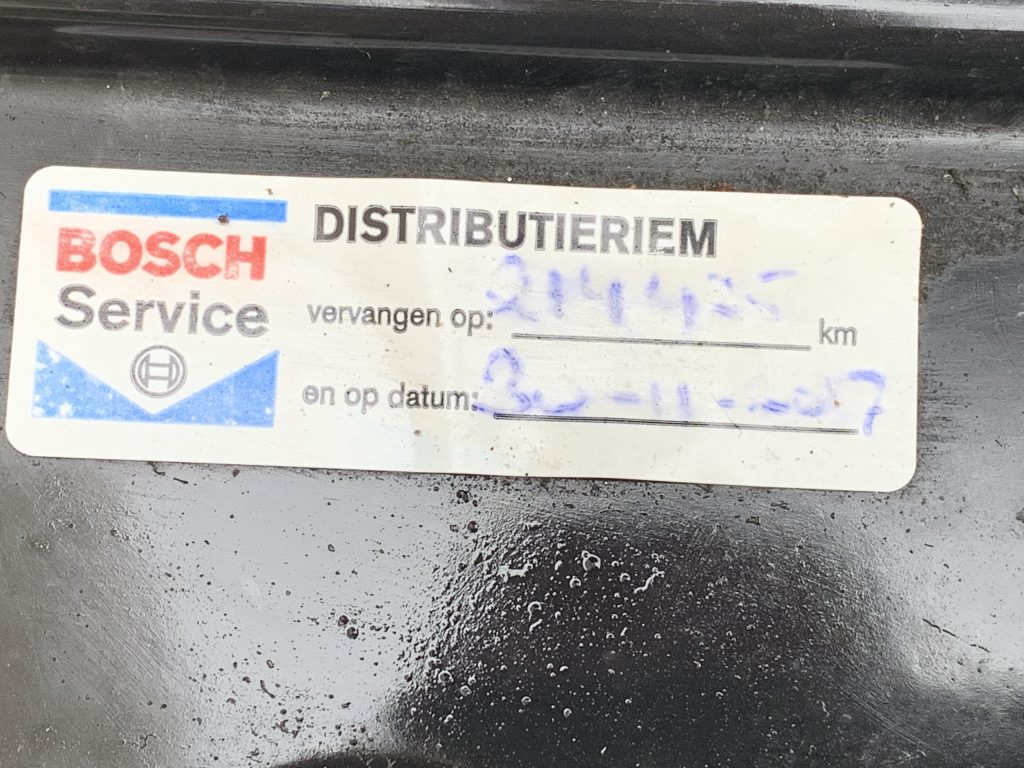 BOSCH
Service
DISTRIBUTIERIEM
vervangen op: 214425 km
en op datum: 30-11-2017